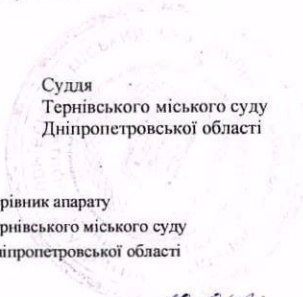 Суддя
Тернівського міського суду
Дніпропетровської області
рівник апарату
рнівського міського суду
ніпропетровської області